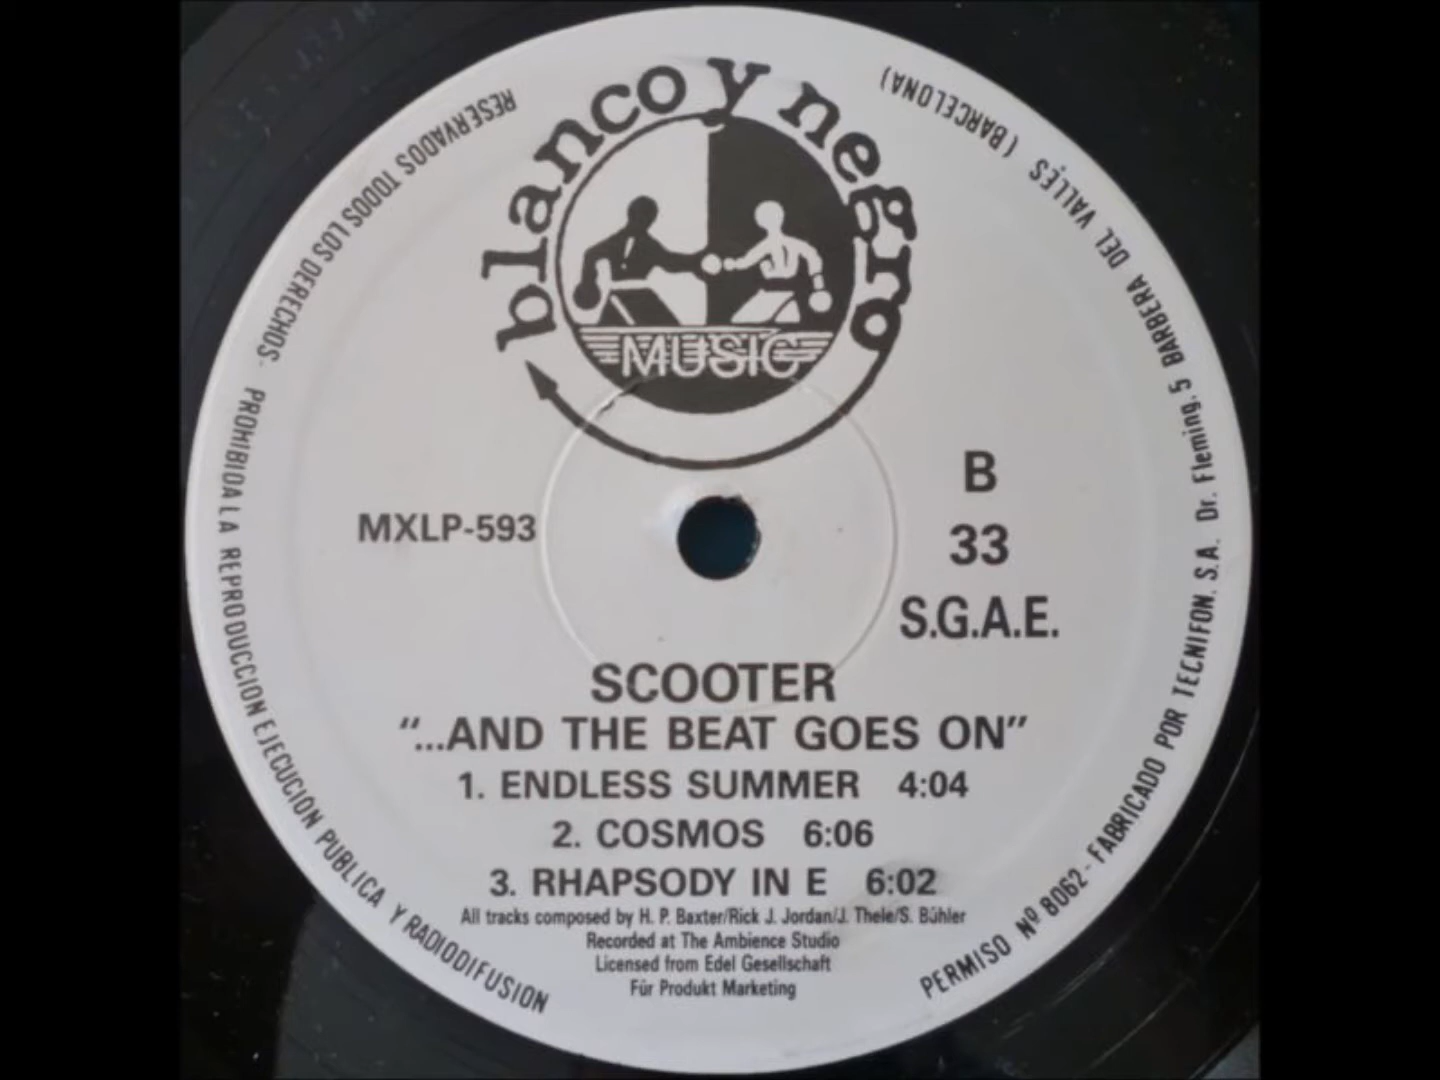 blanco y negro
MUSIC
MXLP-593
B
33
S.G.A.E.
SCOOTER
“...AND THE BEAT GOES ON”
1. ENDLESS SUMMER 4:04
2. COSMOS 6:06
3. RHAPSODY IN E 6:02
All tracks composed by H. P. Baxter/Rick J. Jordan/J. Thele/S. Bühler
Recorded at The Ambience Studio
Licensed from Edel Gesellschaft
Für Produkt Marketing
RESERVADOS TODOS LOS DERECHOS. PROHIBIDA LA REPRODUCCION EJECUCIÓN PUBLICA Y RADIODIFUSION
PERMISO Nº 8062 - FABRICADO POR TECNIFON, S.A. Dr. Fleming, 5 BARBERA DEL VALLÉS (BARCELONA)